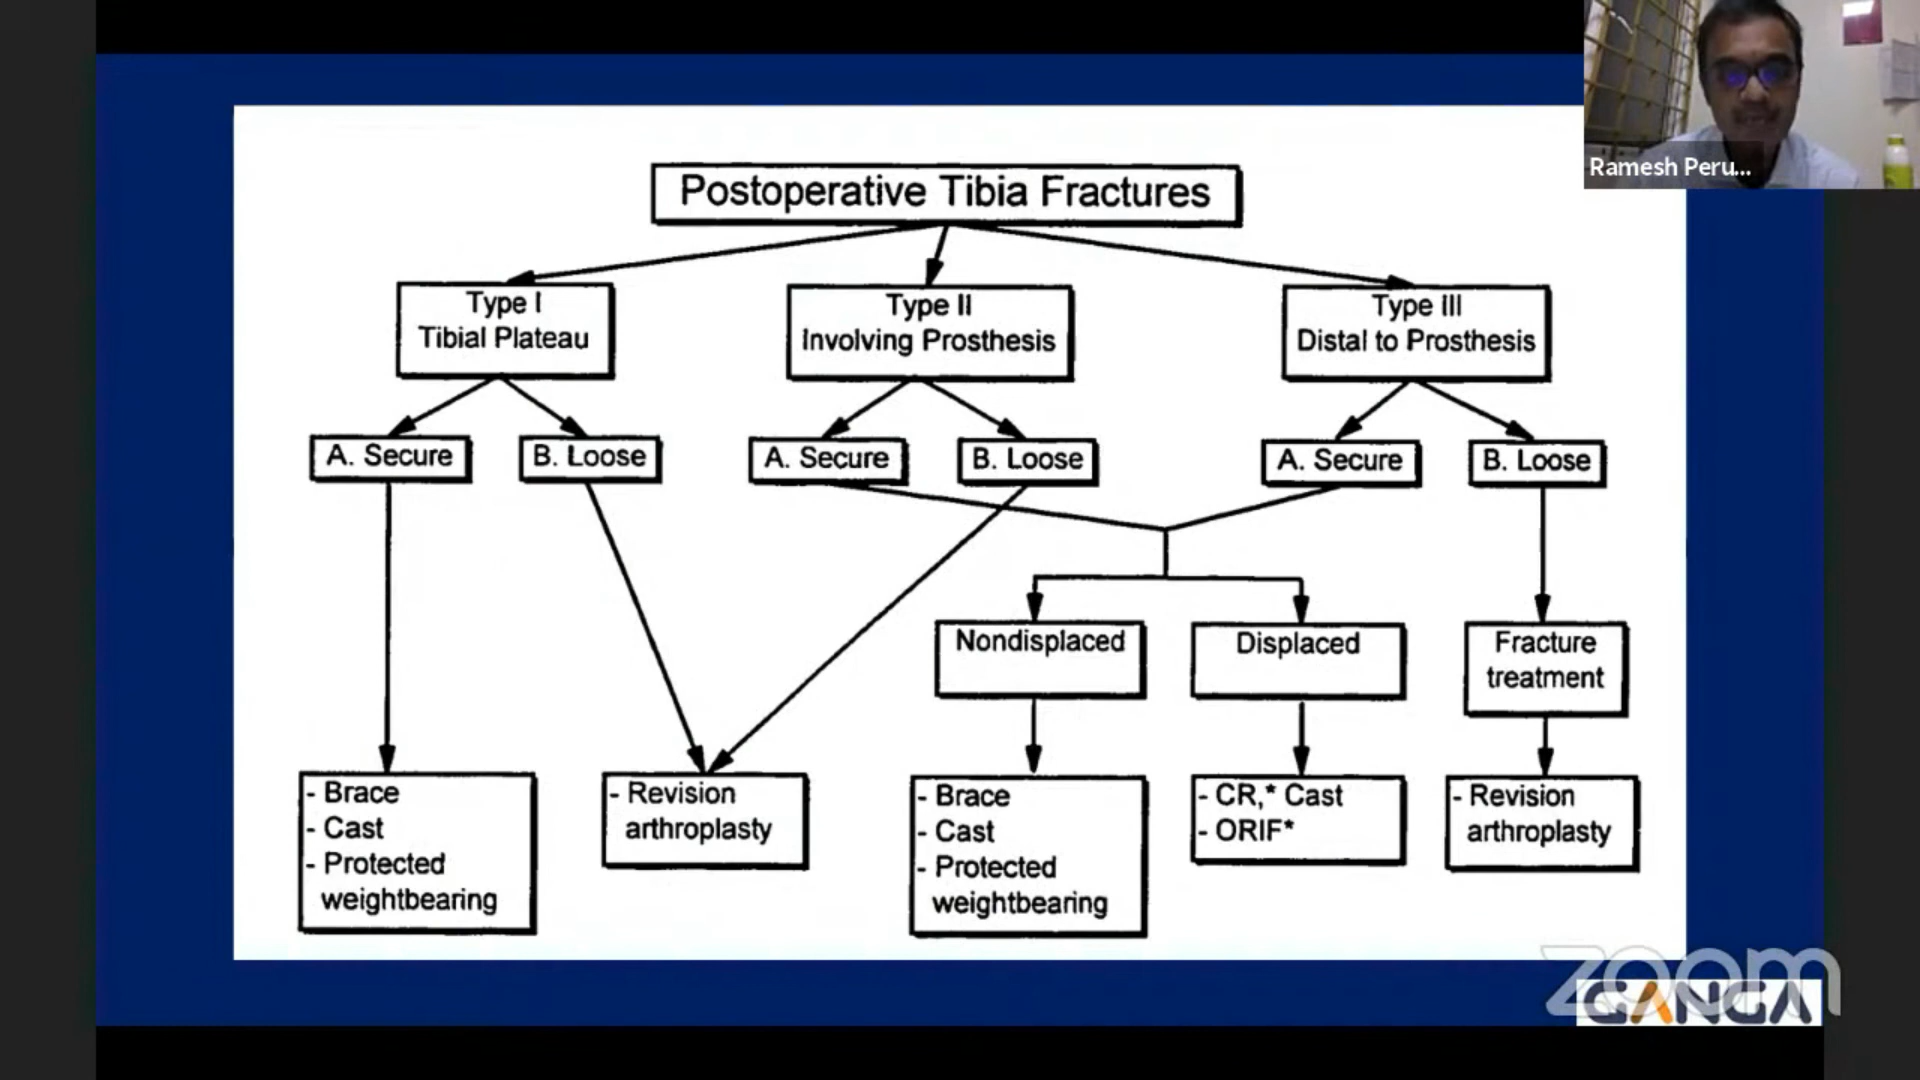 Ramesh Peru...
Postoperative Tibia Fractures
Type I
Tibial Plateau
Type II
Involving Prosthesis
Type III
Distal to Prosthesis
A. Secure
B. Loose
A. Secure
B. Loose
A. Secure
B. Loose
Nondisplaced
Displaced
Fracture
treatment
- Brace
- Cast
- Protected
weightbearing
- Revision
arthroplasty
- Brace
- Cast
- Protected
weightbearing
- CR,* Cast
- ORIF*
- Revision
arthroplasty
zoom
GANGA